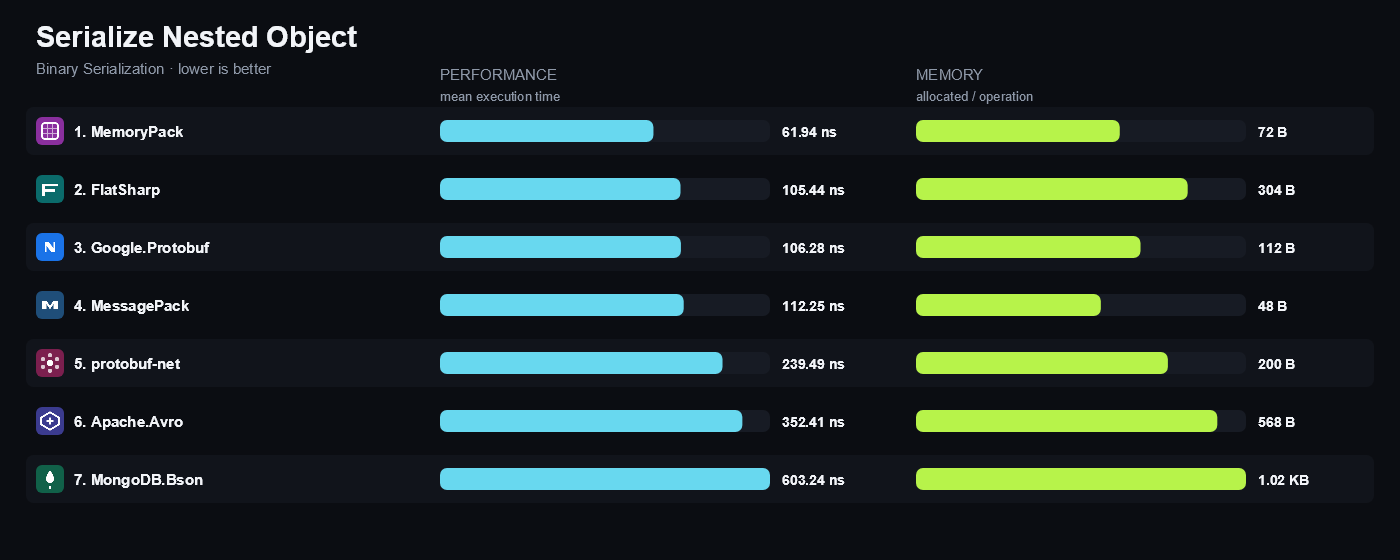 Serialize Nested Object
Binary Serialization · lower is better
PERFORMANCE
mean execution time
MEMORY
allocated / operation
1. MemoryPack 61.94 ns 72 B
2. FlatSharp 105.44 ns 304 B
3. Google.Protobuf 106.28 ns 112 B
4. MessagePack 112.25 ns 48 B
5. protobuf-net 239.49 ns 200 B
6. Apache.Avro 352.41 ns 568 B
7. MongoDB.Bson 603.24 ns 1.02 KB